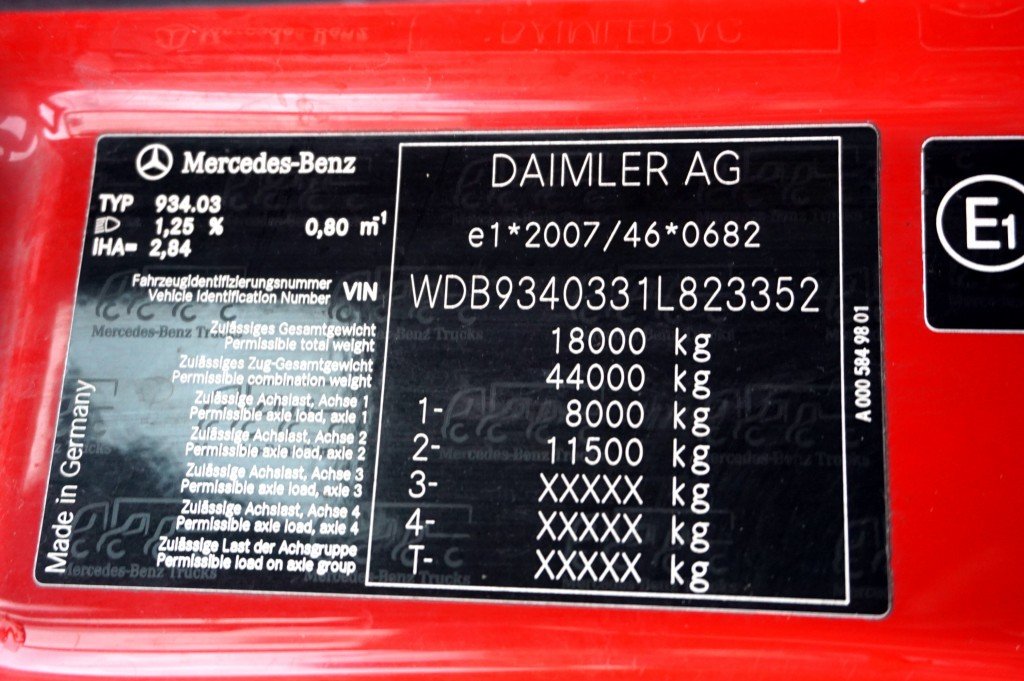 Mercedes-Benz
TYP 934.03
1,25 % 0,80 m⁻¹
IHA= 2,84
DAIMLER AG
e1*2007/46*0682
Fahrzeugidentifizierungsnummer
Vehicle Identification Number VIN WDB9340331L823352
Zulässiges Gesamtgewicht
Permissible total weight 18000 kg
Zulässiges Zug-Gesamtgewicht
Permissible combination weight 44000 kg
Zulässige Achslast, Achse 1
Permissible axle load, axle 1 1- 8000 kg
Zulässige Achslast, Achse 2
Permissible axle load, axle 2 2- 11500 kg
Zulässige Achslast, Achse 3
Permissible axle load, axle 3 3- XXXXX kg
Zulässige Achslast, Achse 4
Permissible axle load, axle 4 4- XXXXX kg
Zulässige Last der Achsgruppe
Permissible load on axle group T- XXXXX kg
Made in Germany
A 000 584 98 01
Mercedes-Benz Trucks
E1